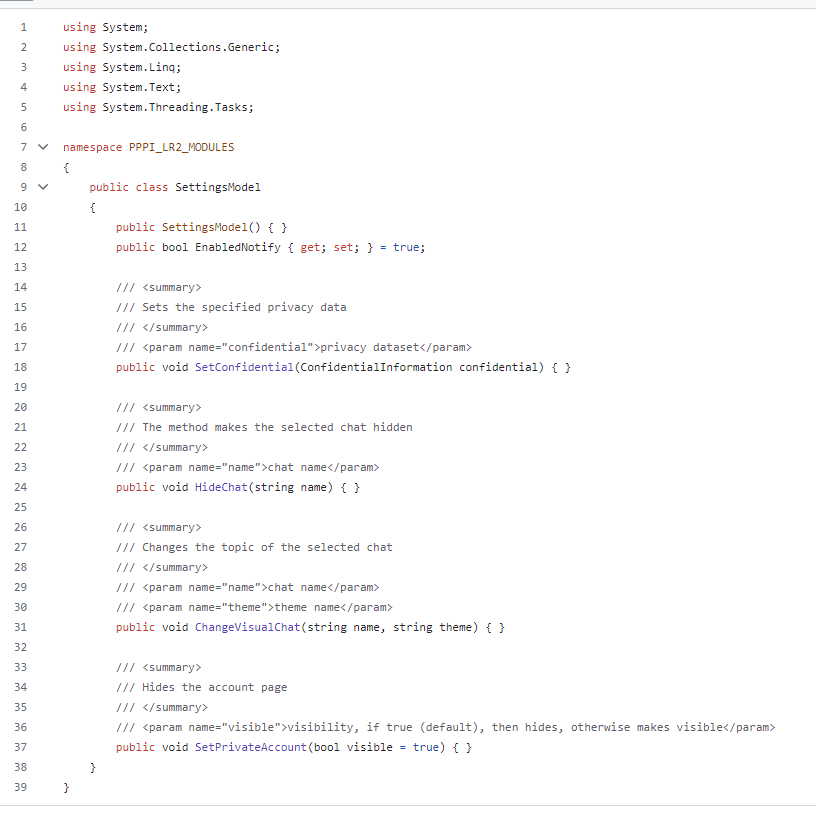 1 using System;
2 using System.Collections.Generic;
3 using System.Linq;
4 using System.Text;
5 using System.Threading.Tasks;
6
7 namespace PPPI_LR2_MODULES
8 {
9     public class SettingsModel
10     {
11         public SettingsModel() { }
12         public bool EnabledNotify { get; set; } = true;
13
14         /// <summary>
15         /// Sets the specified privacy data
16         /// </summary>
17         /// <param name="confidential">privacy dataset</param>
18         public void SetConfidential(ConfidentialInformation confidential) { }
19
20         /// <summary>
21         /// The method makes the selected chat hidden
22         /// </summary>
23         /// <param name="name">chat name</param>
24         public void HideChat(string name) { }
25
26         /// <summary>
27         /// Changes the topic of the selected chat
28         /// </summary>
29         /// <param name="name">chat name</param>
30         /// <param name="theme">theme name</param>
31         public void ChangeVisualChat(string name, string theme) { }
32
33         /// <summary>
34         /// Hides the account page
35         /// </summary>
36         /// <param name="visible">visibility, if true (default), then hides, otherwise makes visible</param>
37         public void SetPrivateAccount(bool visible = true) { }
38     }
39 }